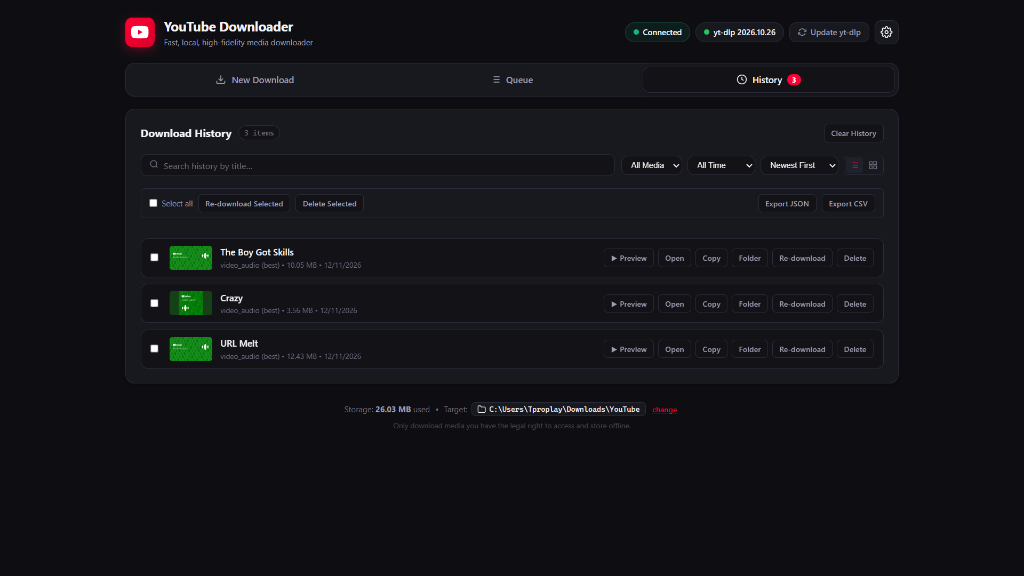 YouTube Downloader
Fast, local, high-fidelity media downloader
Connected
yt-dlp 2026.10.26
Update yt-dlp
New Download
Queue
History 3
Download History 3 items
Clear History
Search history by title...
All Media
All Time
Newest First
Select all
Re-download Selected
Delete Selected
Export JSON
Export CSV
The Boy Got Skills
video_audio (best) • 10.05 MB • 12/11/2026
▶ Preview Open Copy Folder Re-download Delete
Crazy
video_audio (best) • 3.56 MB • 12/11/2026
▶ Preview Open Copy Folder Re-download Delete
URL Melt
video_audio (best) • 12.43 MB • 12/11/2026
▶ Preview Open Copy Folder Re-download Delete
Storage: 26.03 MB used • Target: C:\Users\Tproplay\Downloads\YouTube change
Only download media you have the legal right to access and store offline.